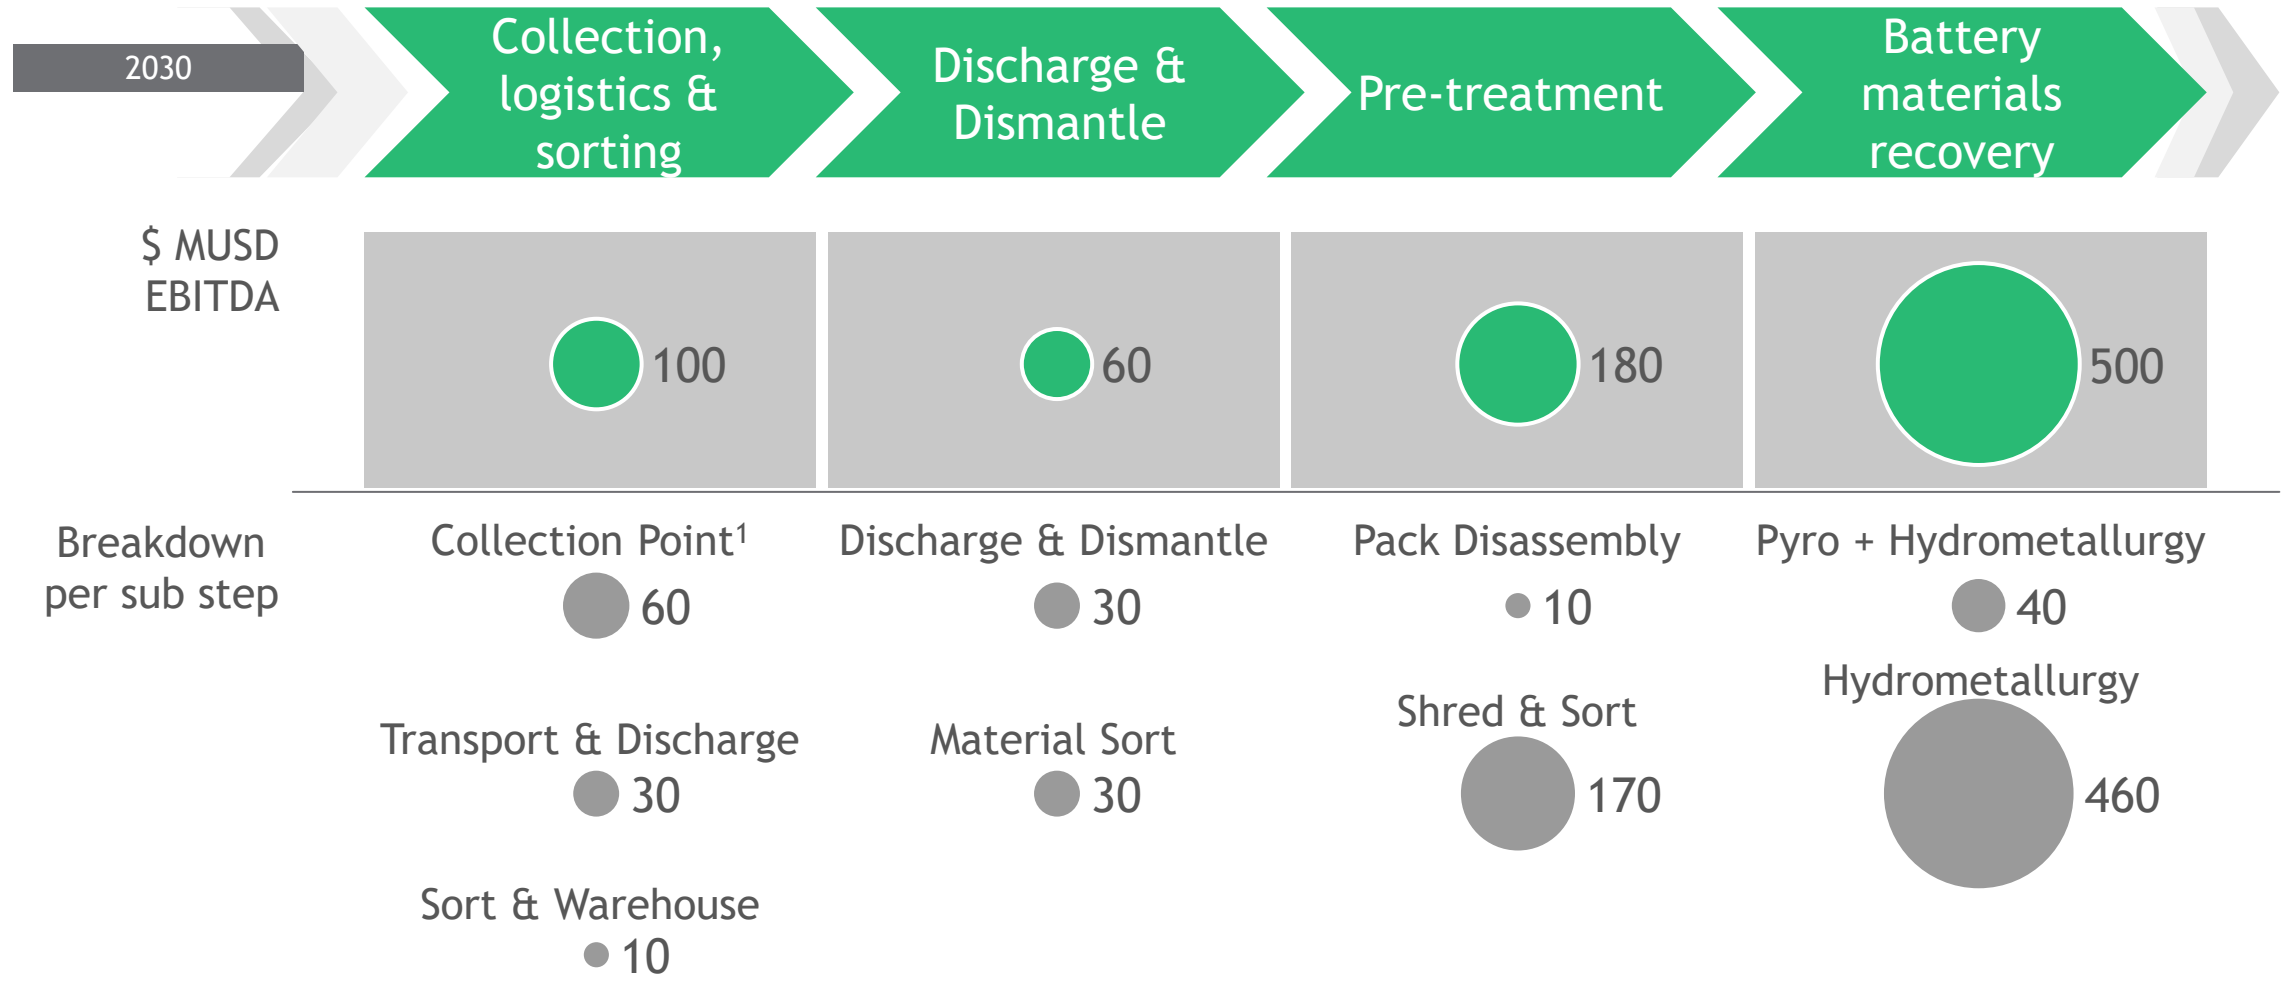 2030
Collection,
logistics &
sorting
Discharge &
Dismantle
Pre-treatment
Battery
materials
recovery
$ MUSD
EBITDA
100
60
180
500
Breakdown
per sub step
Collection Point¹
60
Discharge & Dismantle
30
Pack Disassembly
10
Pyro + Hydrometallurgy
40
Transport & Discharge
30
Material Sort
30
Shred & Sort
170
Hydrometallurgy
460
Sort & Warehouse
10